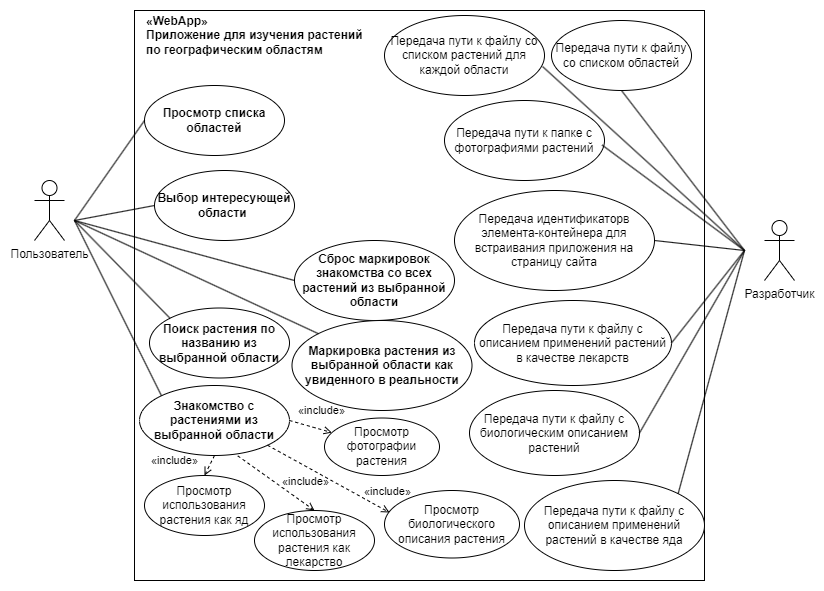 «WebApp»
Приложение для изучения растений
по географическим областям
Передача пути к файлу со
списком растений для
каждой области
Передача пути к файлу
со списком областей
Просмотр списка
областей
Передача пути к папке с
фотографиями растений
Выбор интересующей
области
Пользователь
Передача идентификаторв
элемента-контейнера для
встраивания приложения на
страницу сайта
Разработчик
Сброс маркировок
знакомства со всех
растений из выбранной
области
Поиск растения по
названию из
выбранной области
Маркировка растения из
выбранной области как
увиденного в реальности
Передача пути к файлу с
описанием применений растений
в качестве лекарств
Знакомство с
растениями из
выбранной области
«include»
Просмотр
фотографии
растения
Передача пути к файлу с
биологическим описанием
растений
«include»
Просмотр
использования
растения как яд
«include»
Просмотр
использования
растения как
лекарство
«include»
Просмотр
биологического
описания растения
Передача пути к файлу с
описанием применений
растений в качестве яда